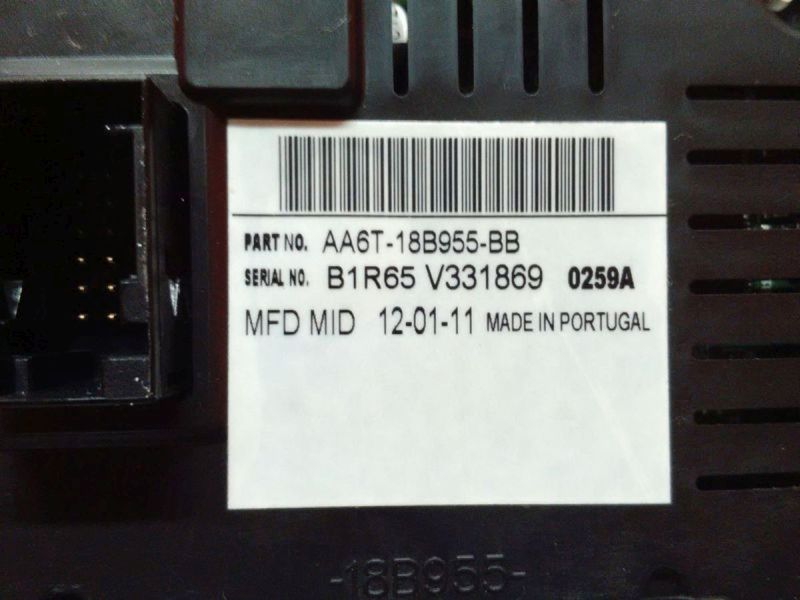 PART NO. AA6T-18B955-BB
SERIAL NO. B1R65 V331869 0259A
MFD MID 12-01-11 MADE IN PORTUGAL
-18B955-